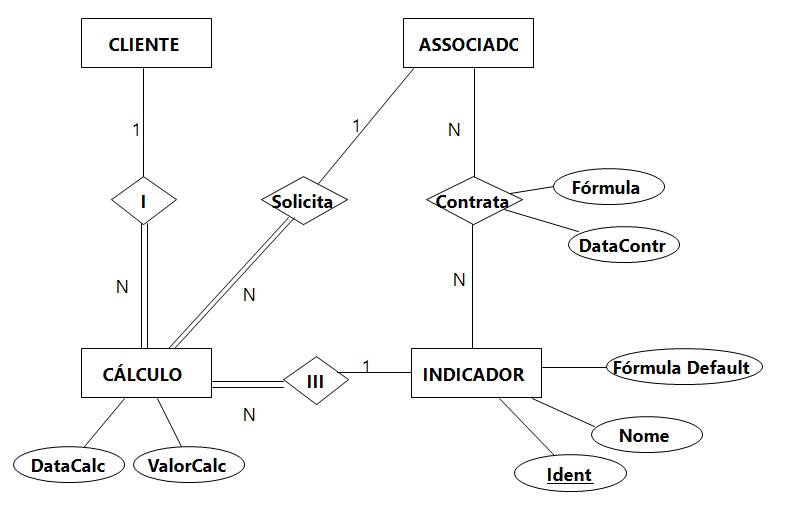 CLIENTE
ASSOCIADO
1
1
N
I
Solicita
Contrata
Fórmula
DataContr
N
N
N
CÁLCULO
III
1
INDICADOR
Fórmula Default
N
Nome
DataCalc
ValorCalc
Ident